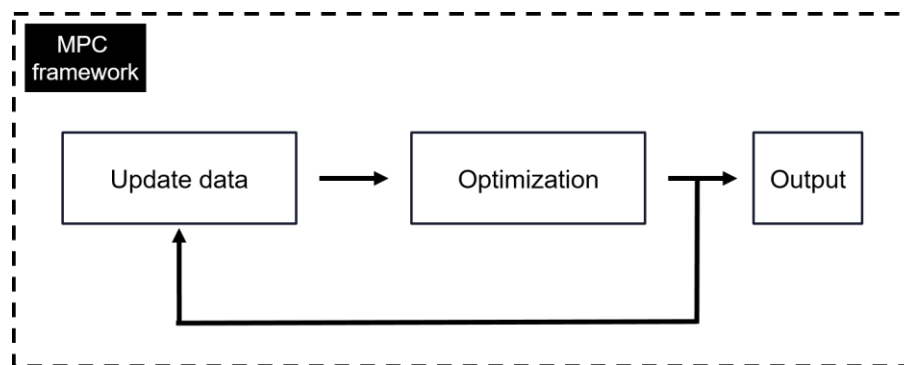 MPC
framework
Update data
Optimization
Output